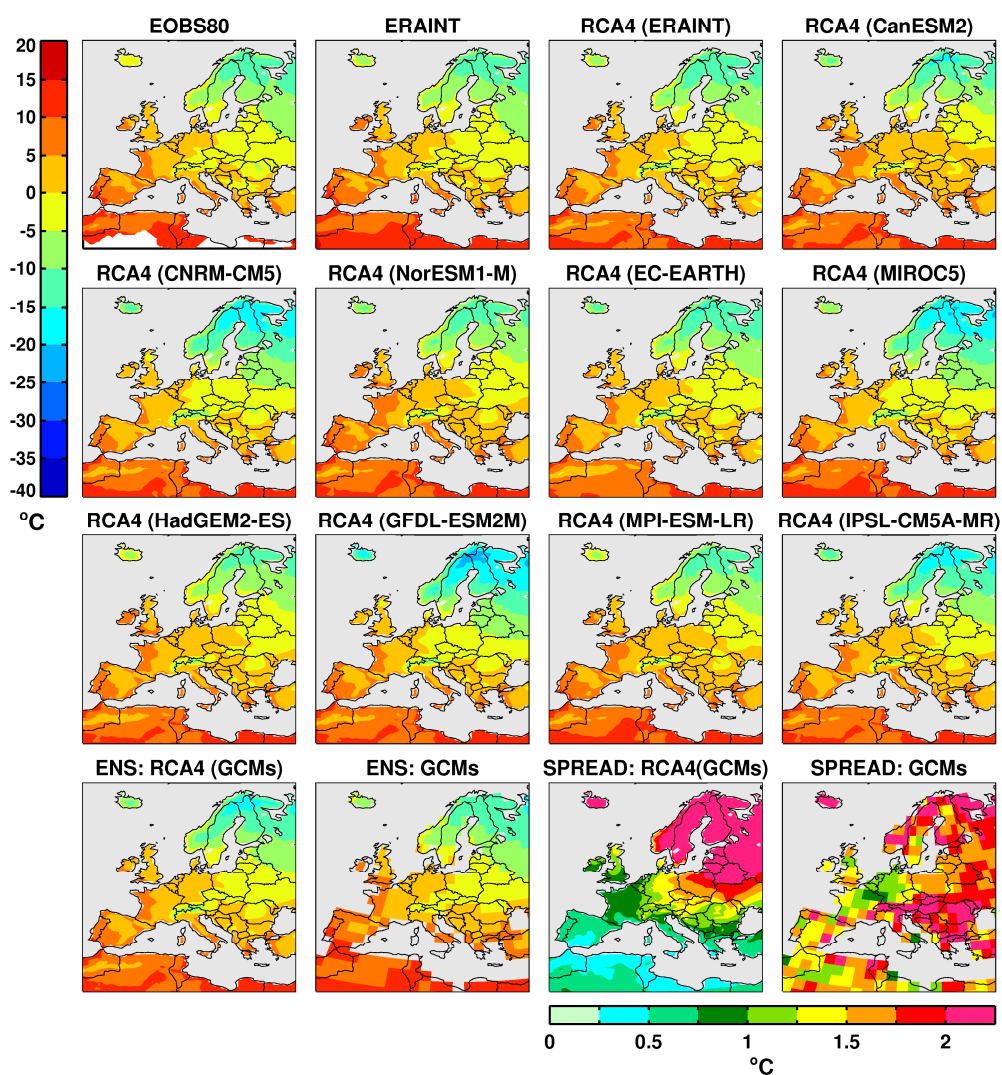 EOBS80 ERAINT RCA4 (ERAINT) RCA4 (CanESM2)
20
15
10
5
0
-5
-10
-15
-20
-25
-30
-35
-40
°C
RCA4 (CNRM-CM5) RCA4 (NorESM1-M) RCA4 (EC-EARTH) RCA4 (MIROC5)
RCA4 (HadGEM2-ES) RCA4 (GFDL-ESM2M) RCA4 (MPI-ESM-LR) RCA4 (IPSL-CM5A-MR)
ENS: RCA4 (GCMs) ENS: GCMs SPREAD: RCA4(GCMs) SPREAD: GCMs
0 0.5 1 1.5 2
°C